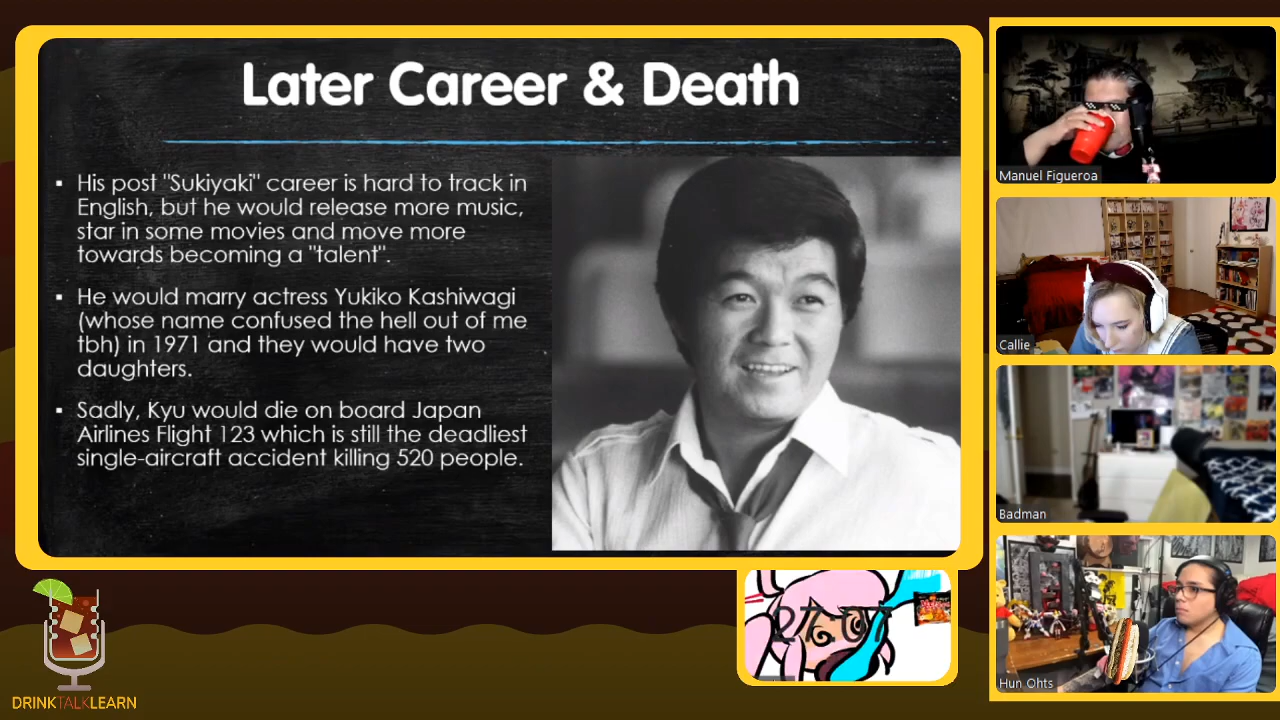 Later Career & Death
▪ His post "Sukiyaki" career is hard to track in
English, but he would release more music,
star in some movies and move more
towards becoming a "talent".
▪ He would marry actress Yukiko Kashiwagi
(whose name confused the hell out of me
tbh) in 1971 and they would have two
daughters.
▪ Sadly, Kyu would die on board Japan
Airlines Flight 123 which is still the deadliest
single-aircraft accident killing 520 people.
Manuel Figueroa
Callie
Badman
Hun Ohts
DRINKTALKLEARN